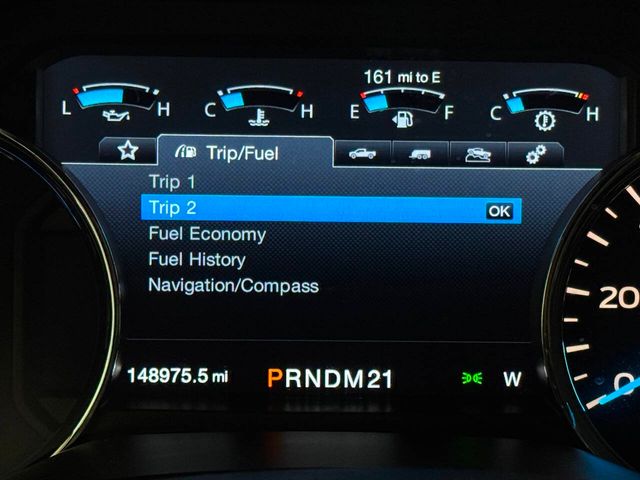 161 mi to E
L H C H E F C H
Trip/Fuel
Trip 1
Trip 2 OK
Fuel Economy
Fuel History
Navigation/Compass
20
0
148975.5 mi PRNDM21 W